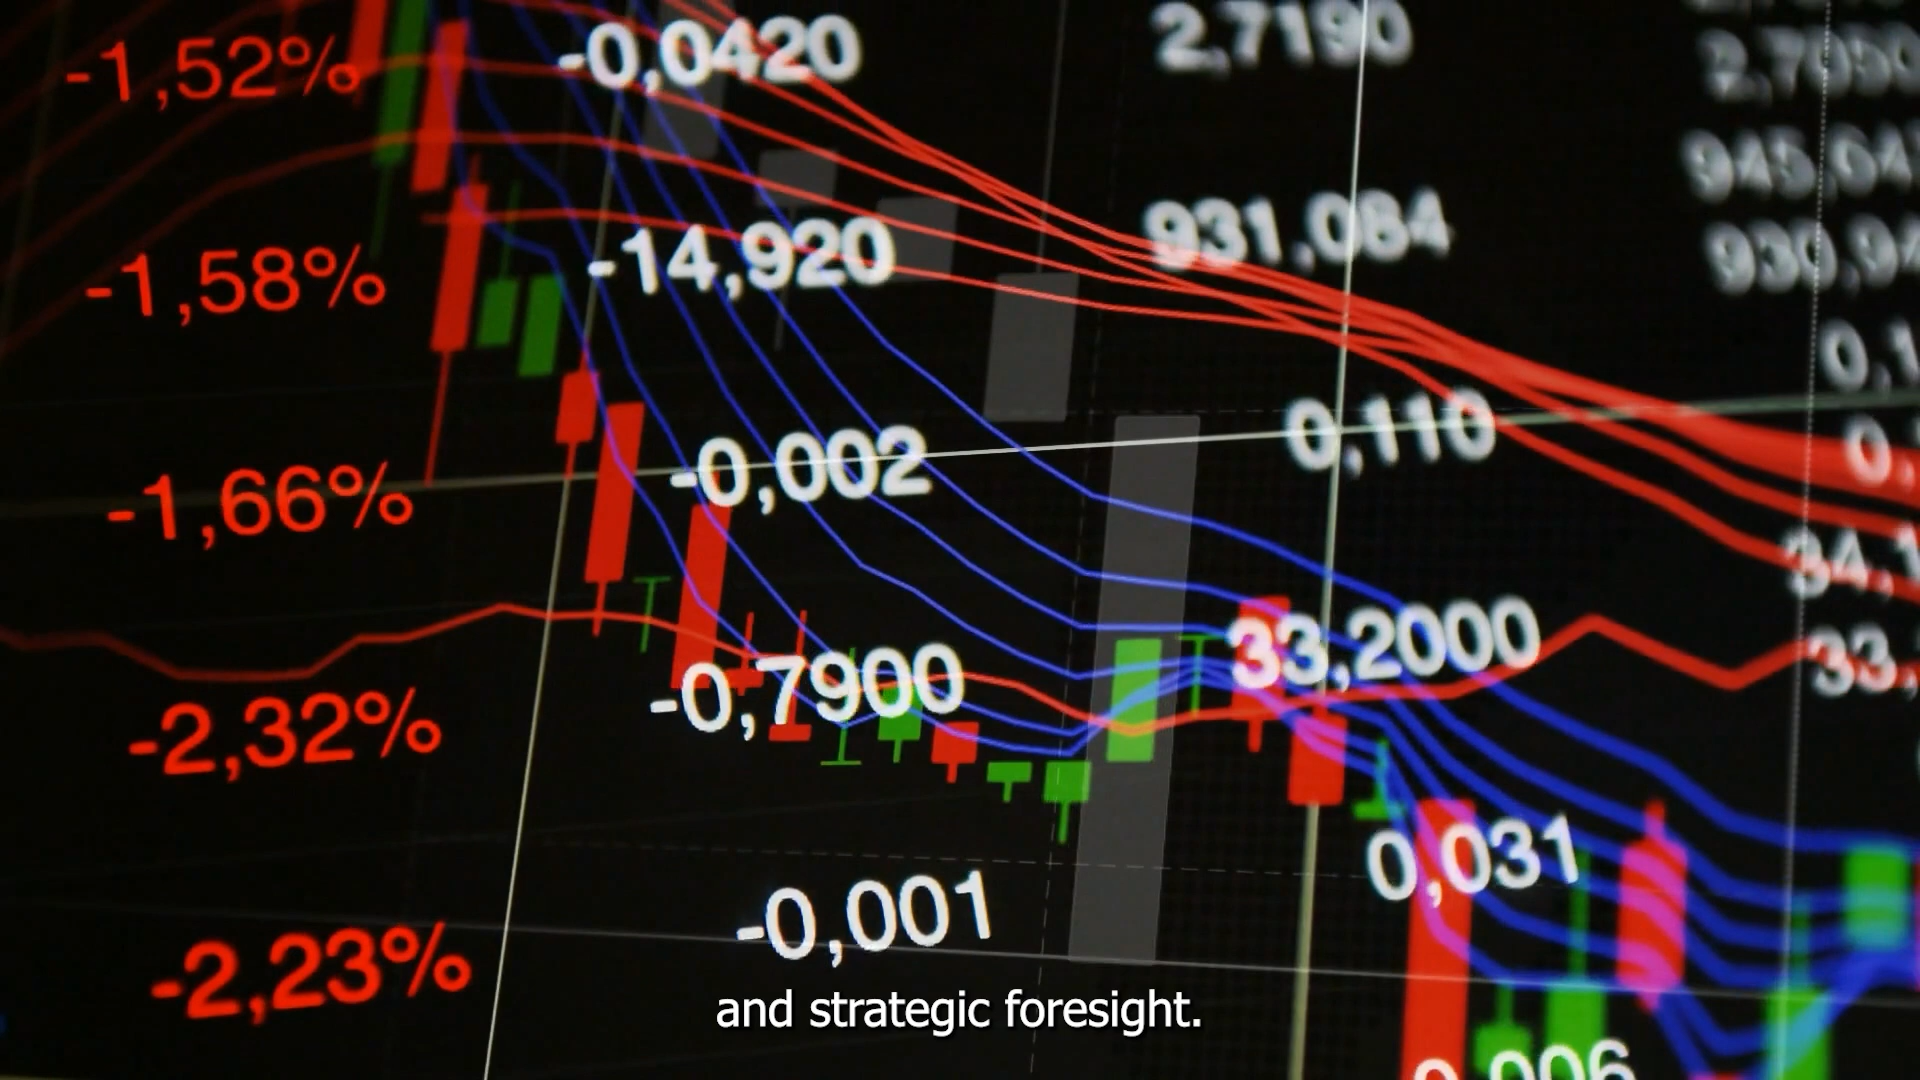 -1,52% -0,0420 2,7190
-1,58% -14,920 931,084
-1,66% -0,002 0,110
-2,32% -0,7900 33,2000
-2,23% -0,001 0,031
and strategic foresight.